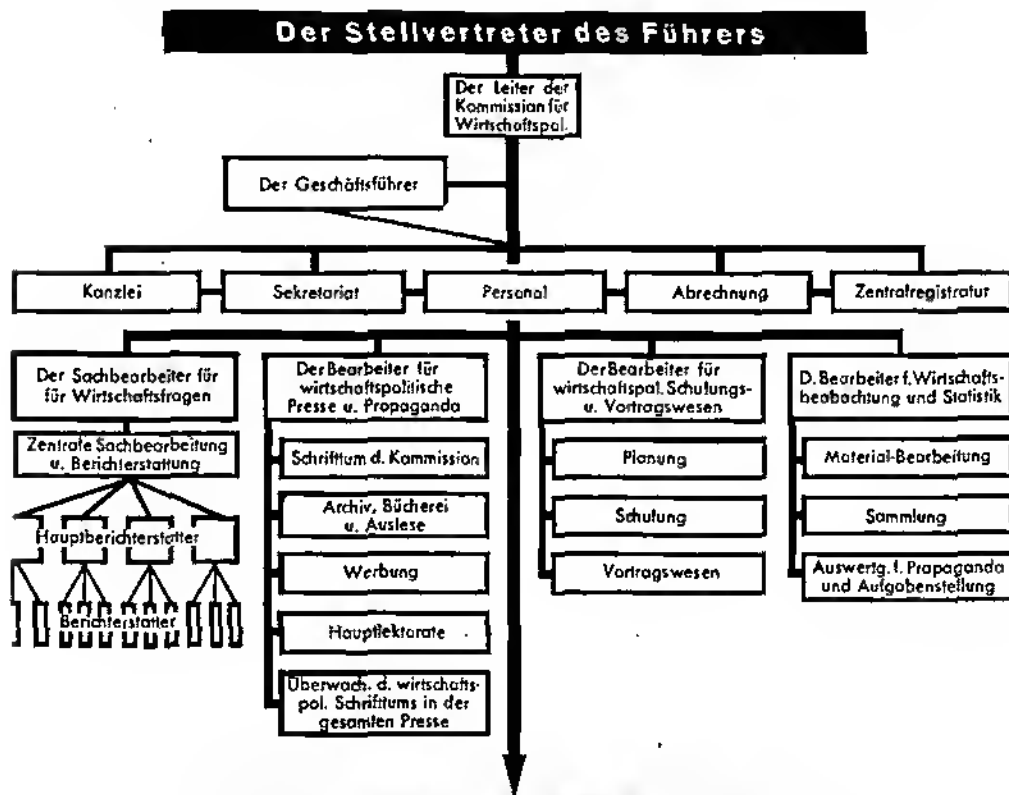 Der Stellvertreter des Führers
Der Leiter der
Kommission für
Wirtschaftspol.
Der Geschäftsführer
Kanzlei
Sekretariat
Personal
Abrechnung
Zentralregistratur
Der Sachbearbeiter für
für Wirtschaftsfragen
Zentrale Sachbearbeitung
u. Berichterstattung
Hauptberichterstatter
Berichterstatter
Der Bearbeiter für
wirtschaftspolitische
Presse u. Propaganda
Schrifttum d. Kommission
Archiv, Bücherei
u. Auslese
Werbung
Hauptlektorate
Überwach. d. wirtschafts-
pol. Schrifttums in der
gesamten Presse
Der Bearbeiter für
wirtschaftspol. Schulungs-
u. Vortragswesen
Planung
Schulung
Vortragswesen
D. Bearbeiter f. Wirtschafts-
beobachtung und Statistik
Material-Bearbeitung
Sammlung
Auswertg. f. Propaganda
und Aufgabenstellung